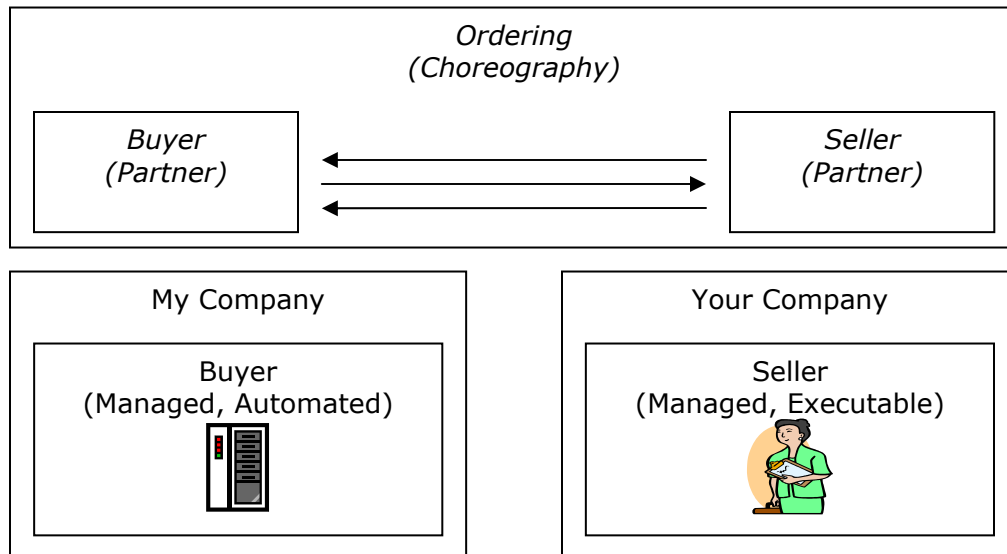 Ordering
(Choreography)
Buyer
(Partner)
Seller
(Partner)
My Company
Buyer
(Managed, Automated)
Your Company
Seller
(Managed, Executable)